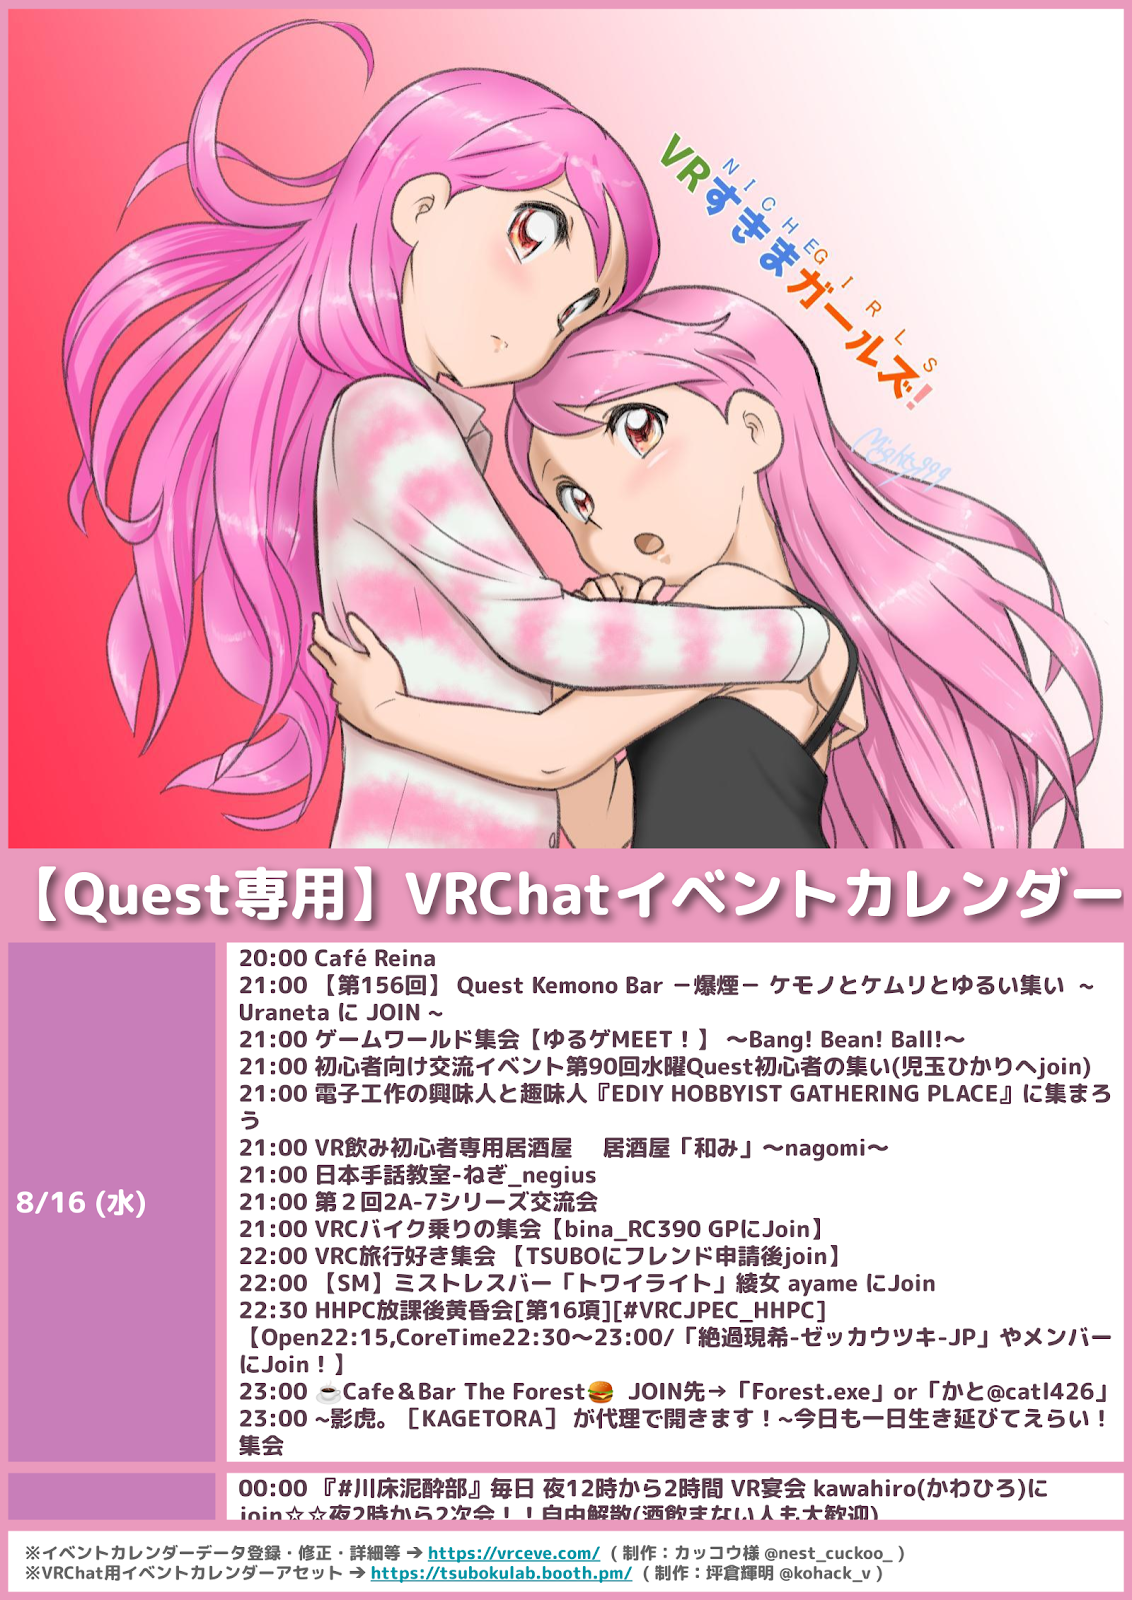 NICHE GIRLS
VRすきまガールズ!
Mighty999
【Quest専用】VRChatイベントカレンダー
8/16 (水)
20:00 Café Reina
21:00 【第156回】 Quest Kemono Bar －爆煙－ ケモノとケムリとゆるい集い ~
Uraneta に JOIN ~
21:00 ゲームワールド集会【ゆるゲMEET！】 〜Bang! Bean! Ball!〜
21:00 初心者向け交流イベント第90回水曜Quest初心者の集い(児玉ひかりへjoin)
21:00 電子工作の興味人と趣味人『EDIY HOBBYIST GATHERING PLACE』に集まろ
う
21:00 VR飲み初心者専用居酒屋　居酒屋「和み」〜nagomi〜
21:00 日本手話教室-ねぎ_negius
21:00 第２回2A-7シリーズ交流会
21:00 VRCバイク乗りの集会【bina_RC390 GPにJoin】
22:00 VRC旅行好き集会 【TSUBOにフレンド申請後join】
22:00 【SM】ミストレスバー「トワイライト」綾女 ayame にJoin
22:30 HHPC放課後黄昏会[第16項][#VRCJPEC_HHPC]
【Open22:15,CoreTime22:30〜23:00/「絶過現希-ゼッカウツキ-JP」やメンバー
にJoin！】
23:00 ☕Cafe＆Bar The Forest🍔 JOIN先→「Forest.exe」or「かと@catl426」
23:00 ~影虎。［KAGETORA］ が代理で開きます！~今日も一日生き延びてえらい！
集会
00:00 『#川床泥酔部』毎日 夜12時から2時間 VR宴会 kawahiro(かわひろ)に
join☆☆夜2時から2次会！！自由解散(酒飲まない人も大歓迎)
※イベントカレンダーデータ登録・修正・詳細等 ➔ https://vrceve.com/ ( 制作：カッコウ様 @nest_cuckoo_ )
※VRChat用イベントカレンダーアセット ➔ https://tsubokulab.booth.pm/ ( 制作：坪倉輝明 @kohack_v )